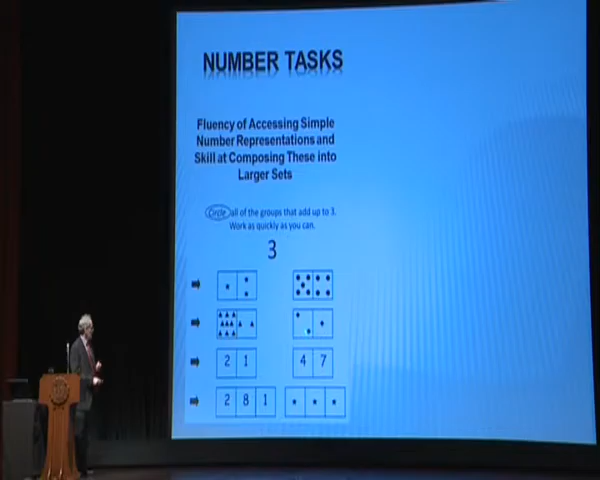 NUMBER TASKS
Fluency of Accessing Simple
Number Representations and
Skill at Composing These into
Larger Sets
Circle all of the groups that add up to 3.
Work as quickly as you can.
3
2 1 4 7
2 8 1